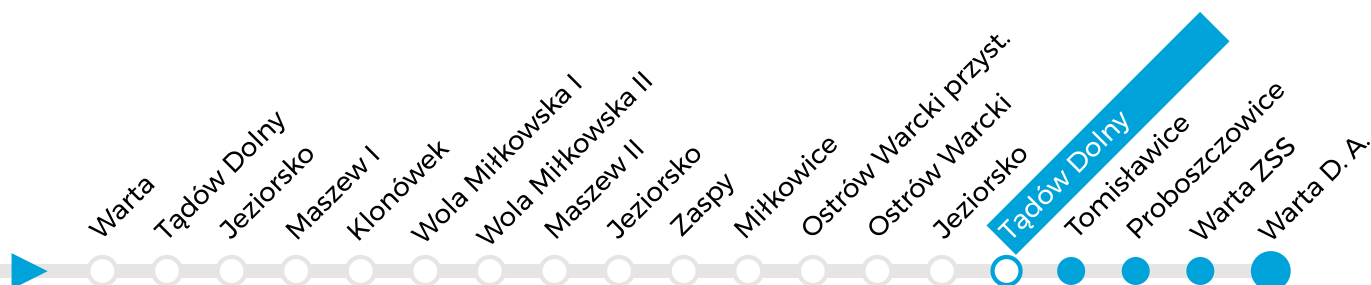 Warta
Tądów Dolny
Jeziorsko
Maszew I
Klonówek
Wola Miłkowska I
Wola Miłkowska II
Maszew II
Jeziorsko
Zaspy
Miłkowice
Ostrów Warcki przyst.
Ostrów Warcki
Jeziorsko
Tądów Dolny
Tomisławice
Proboszczowice
Warta ZSS
Warta D. A.